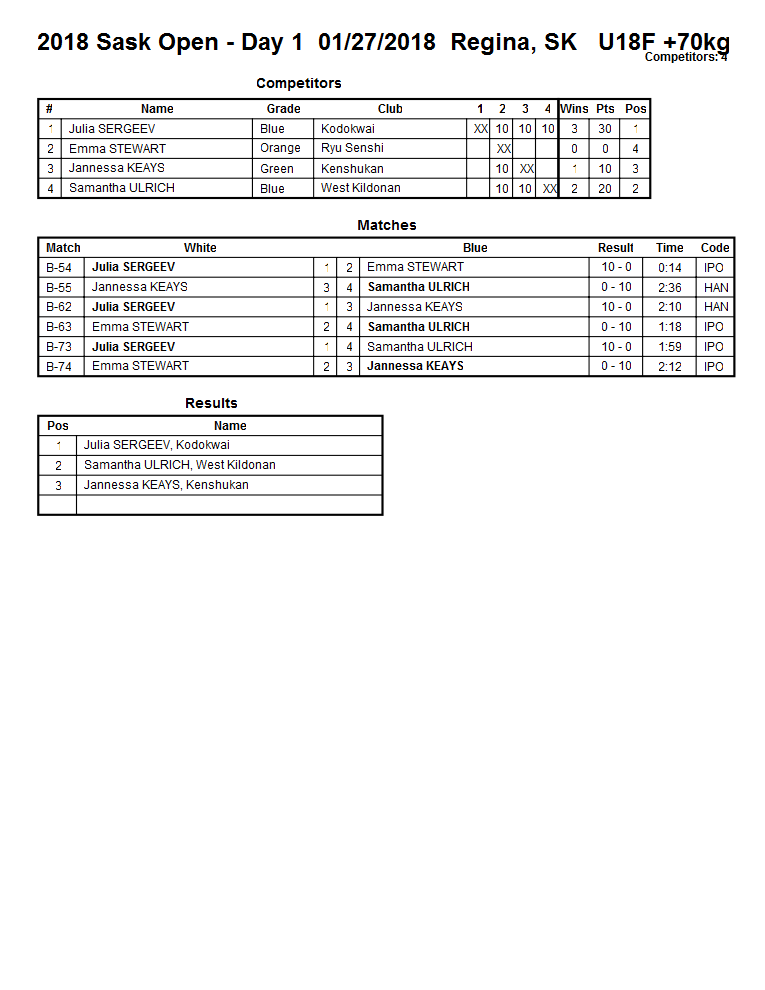 2018 Sask Open - Day 1 01/27/2018 Regina, SK U18F +70kg
Competitors: 4
Competitors
# Name Grade Club 1 2 3 4 Wins Pts Pos
1 Julia SERGEEV Blue Kodokwai XX 10 10 10 3 30 1
2 Emma STEWART Orange Ryu Senshi XX 0 0 4
3 Jannessa KEAYS Green Kenshukan 10 XX 1 10 3
4 Samantha ULRICH Blue West Kildonan 10 10 XX 2 20 2
Matches
Match White Blue Result Time Code
B-54 Julia SERGEEV 1 2 Emma STEWART 10 - 0 0:14 IPO
B-55 Jannessa KEAYS 3 4 Samantha ULRICH 0 - 10 2:36 HAN
B-62 Julia SERGEEV 1 3 Jannessa KEAYS 10 - 0 2:10 HAN
B-63 Emma STEWART 2 4 Samantha ULRICH 0 - 10 1:18 IPO
B-73 Julia SERGEEV 1 4 Samantha ULRICH 10 - 0 1:59 IPO
B-74 Emma STEWART 2 3 Jannessa KEAYS 0 - 10 2:12 IPO
Results
Pos Name
1 Julia SERGEEV, Kodokwai
2 Samantha ULRICH, West Kildonan
3 Jannessa KEAYS, Kenshukan